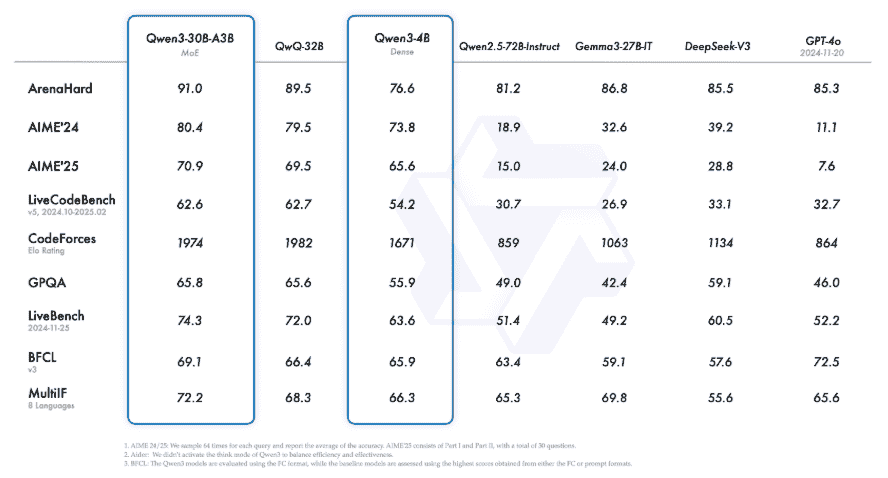 Qwen3-30B-A3B QwQ-32B Qwen3-4B Qwen2.5-72B-Instruct Gemma3-27B-IT DeepSeek-V3 GPT-4o
MoE Dense 2024-11-20
ArenaHard 91.0 89.5 76.6 81.2 86.8 85.5 85.3
AIME'24 80.4 79.5 73.8 18.9 32.6 39.2 11.1
AIME'25 70.9 69.5 65.6 15.0 24.0 28.8 7.6
LiveCodeBench 62.6 62.7 54.2 30.7 26.9 33.1 32.7
v5, 2024.10-2025.02
CodeForces 1974 1982 1671 859 1063 1134 864
Elo Rating
GPQA 65.8 65.6 55.9 49.0 42.4 59.1 46.0
LiveBench 74.3 72.0 63.6 51.4 49.2 60.5 52.2
2024-11-25
BFCL 69.1 66.4 65.9 63.4 59.1 57.6 72.5
v3
MultiIF 72.2 68.3 66.3 65.3 69.8 55.6 65.6
8 Languages
1. AIME 24/25: We sample 64 times for each query and report the average of the accuracy. AIME'25 consists of Part I and Part II, with a total of 30 questions.
2. Aider: We didn't activate the think mode of Qwen3 to balance efficiency and effectiveness.
3. BFCL: The Qwen3 models are evaluated using the FC format, while the baseline models are assessed using the highest scores obtained from either the FC or prompt formats.